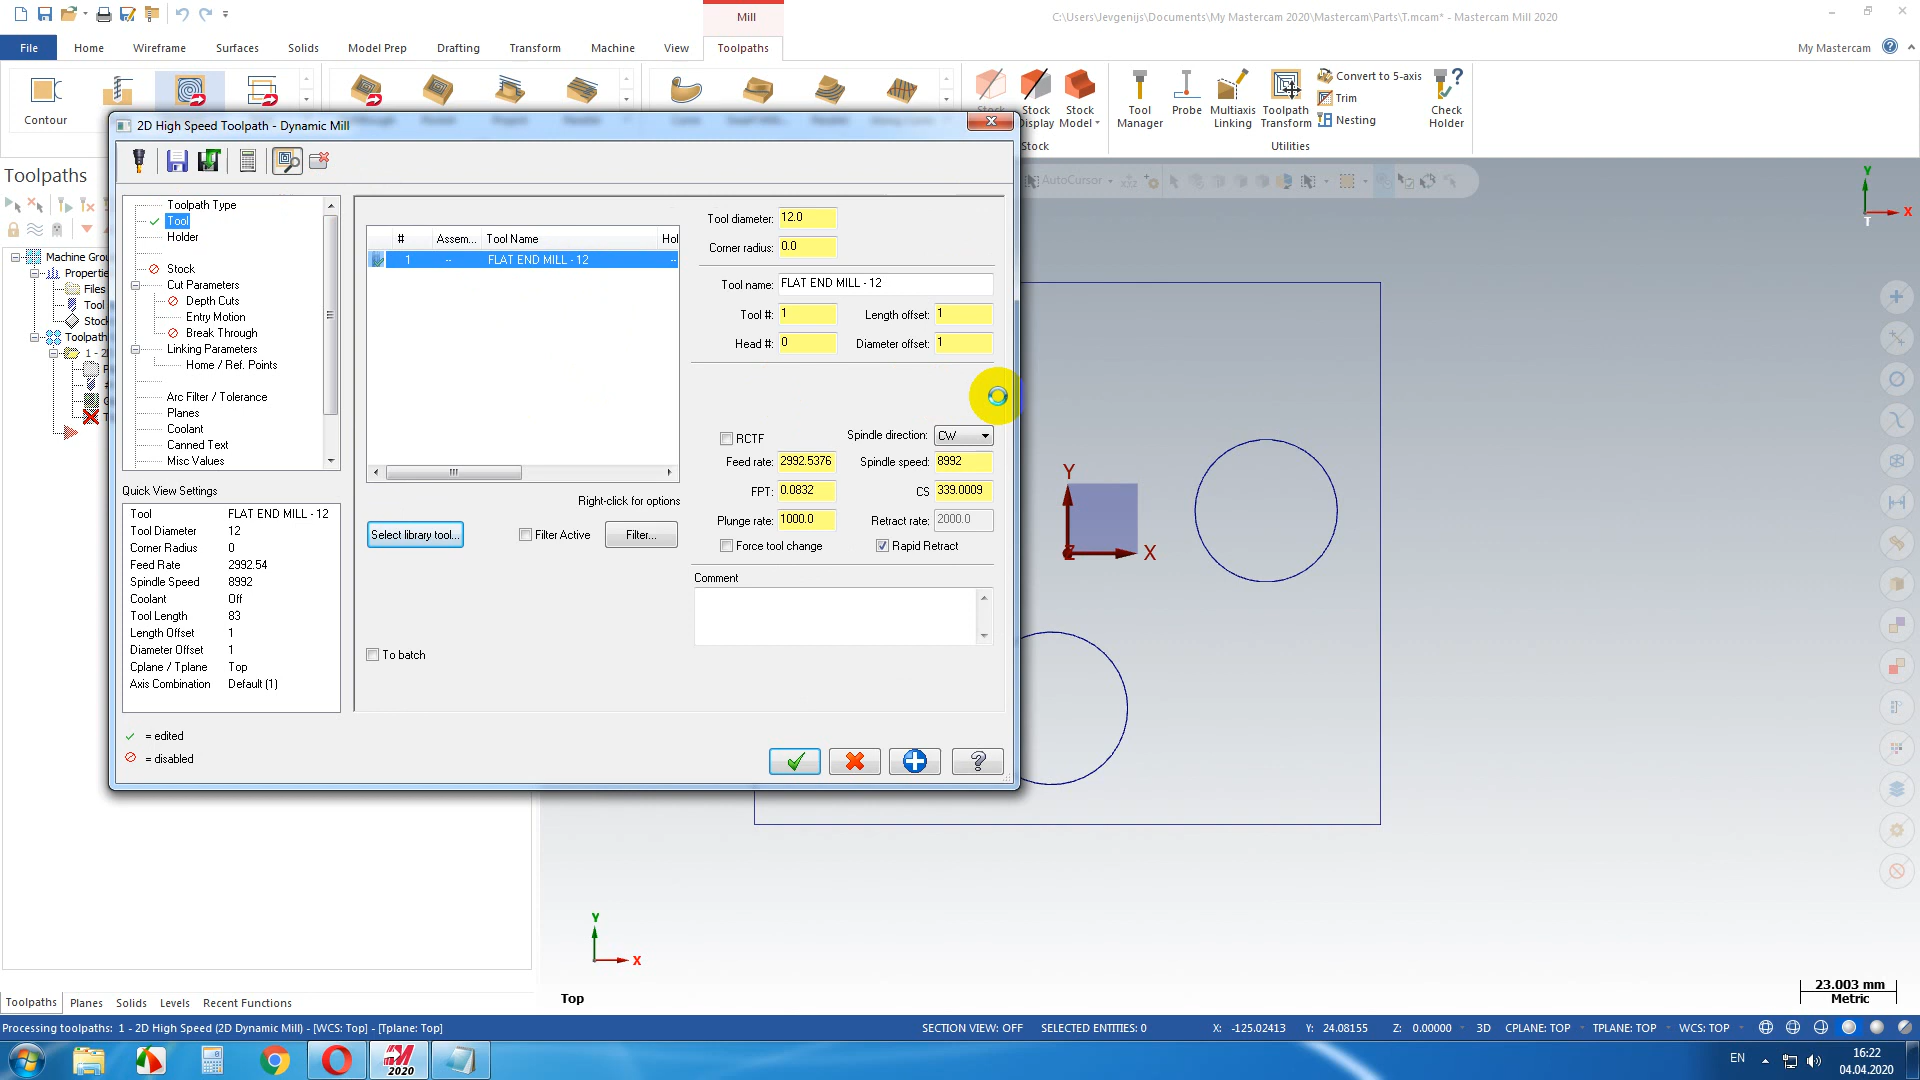 Mill
C:\Users\Jevgenijs\Documents\My Mastercam 2020\Mastercam\Parts\T.mcam* - Mastercam Mill 2020
File
Home
Wireframe
Surfaces
Solids
Model Prep
Drafting
Transform
Machine
View
Toolpaths
My Mastercam
Contour
Stock
Display
Stock
Model
Stock
Tool
Manager
Probe
Multiaxis
Linking
Toolpath
Transform
Convert to 5-axis
Trim
Nesting
Check
Holder
Utilities
2D High Speed Toolpath - Dynamic Mill
AutoCursor
Toolpaths
Machine Grou
Propertie
Files
Tool
Stock
Toolpath
1 - 2
Toolpath Type
Tool
Holder
Stock
Cut Parameters
Depth Cuts
Entry Motion
Break Through
Linking Parameters
Home / Ref. Points
Arc Filter / Tolerance
Planes
Coolant
Canned Text
Misc Values
# Assem... Tool Name Hol
1 -- FLAT END MILL - 12 --
Right-click for options
Select library tool...
Filter Active
Filter...
To batch
Tool diameter: 12.0
Corner radius: 0.0
Tool name: FLAT END MILL - 12
Tool #: 1 Length offset: 1
Head #: 0 Diameter offset: 1
RCTF Spindle direction: CW
Feed rate: 2992.5376 Spindle speed: 8992
FPT: 0.0832 CS 339.0009
Plunge rate: 1000.0 Retract rate: 2000.0
Force tool change Rapid Retract
Comment
Quick View Settings
Tool FLAT END MILL - 12
Tool Diameter 12
Corner Radius 0
Feed Rate 2992.54
Spindle Speed 8992
Coolant Off
Tool Length 83
Length Offset 1
Diameter Offset 1
Cplane / Tplane Top
Axis Combination Default (1)
= edited
= disabled
Y
X
T
Y
X
Z
Y
X
Top
23.003 mm
Metric
Toolpaths Planes Solids Levels Recent Functions
Processing toolpaths: 1 - 2D High Speed (2D Dynamic Mill) - [WCS: Top] - [Tplane: Top]
SECTION VIEW: OFF SELECTED ENTITIES: 0 X: -125.02413 Y: 24.08155 Z: 0.00000 3D CPLANE: TOP TPLANE: TOP WCS: TOP
2020
EN
16:22
04.04.2020